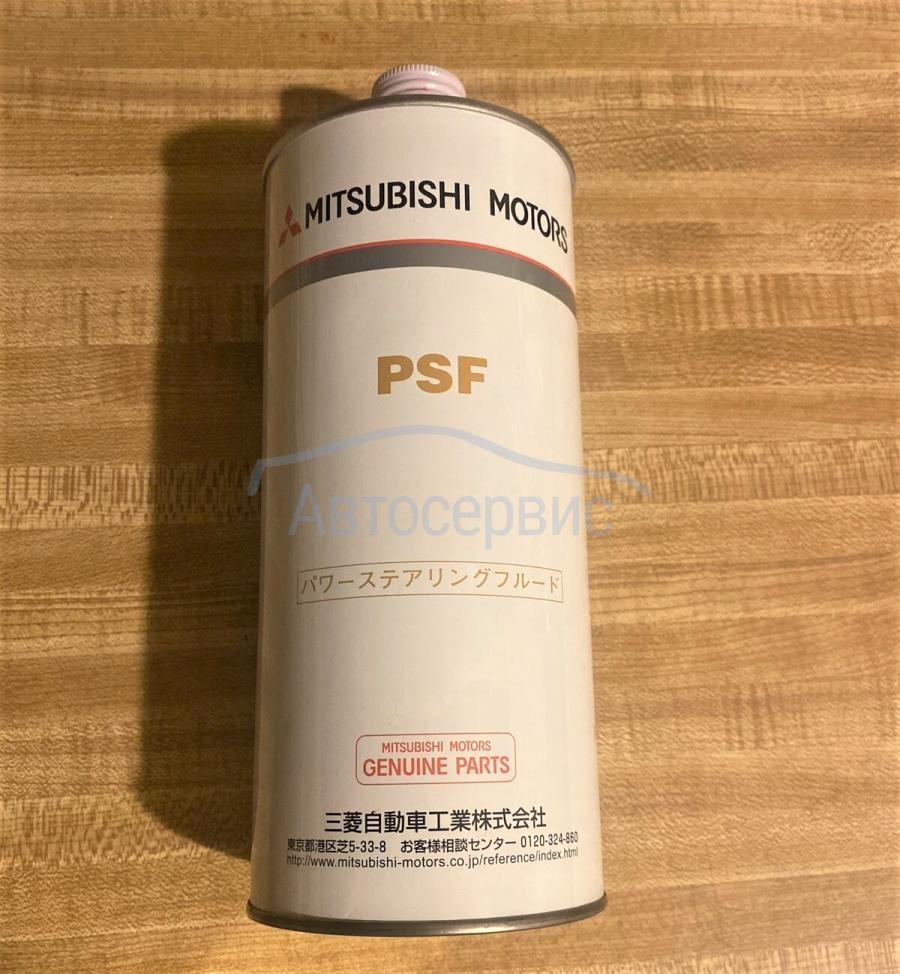 MITSUBISHI MOTORS
PSF
Автосервис
パワーステアリングフルード
MITSUBISHI MOTORS
GENUINE PARTS
三菱自動車工業株式会社
東京都港区芝5-33-8 お客様相談センター 0120-324-860
http://www.mitsubishi-motors.co.jp/reference/index.html